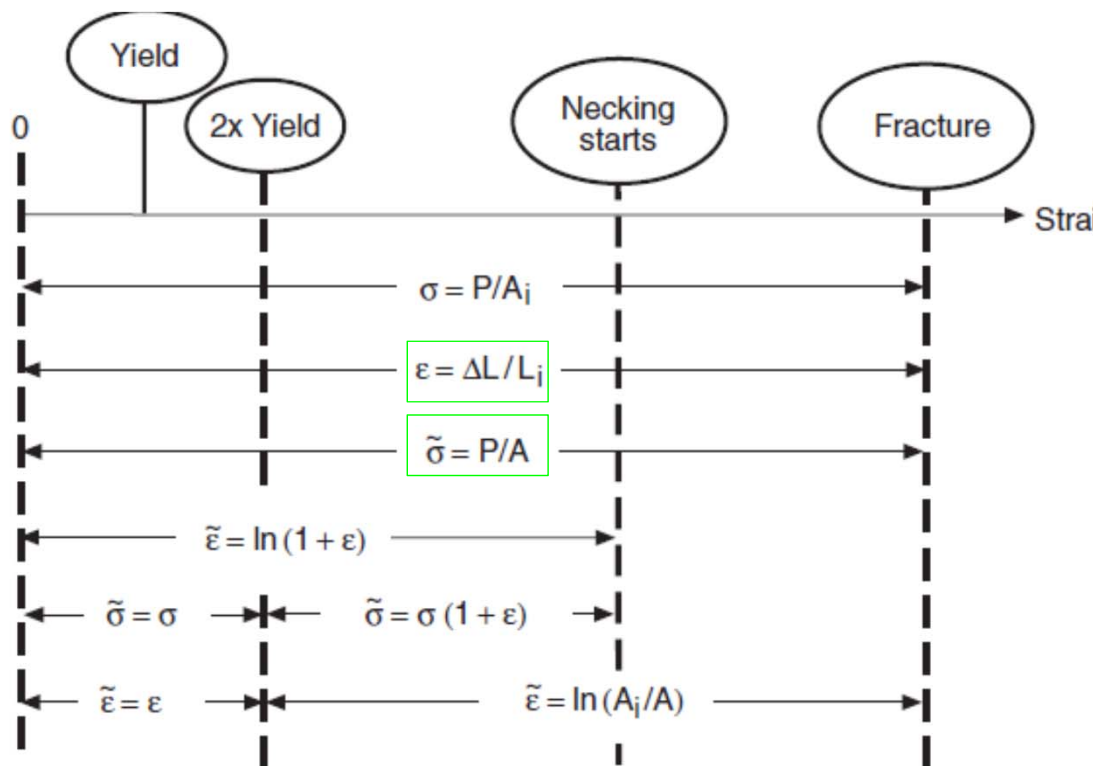 Yield
0
2x Yield
Necking
starts
Fracture
Strai
σ = P/Aᵢ
ε = ΔL/Lᵢ
σ̃ = P/A
ε̃ = ln (1 + ε)
σ̃ = σ
σ̃ = σ (1 + ε)
ε̃ = ε
ε̃ = ln (Aᵢ/A)